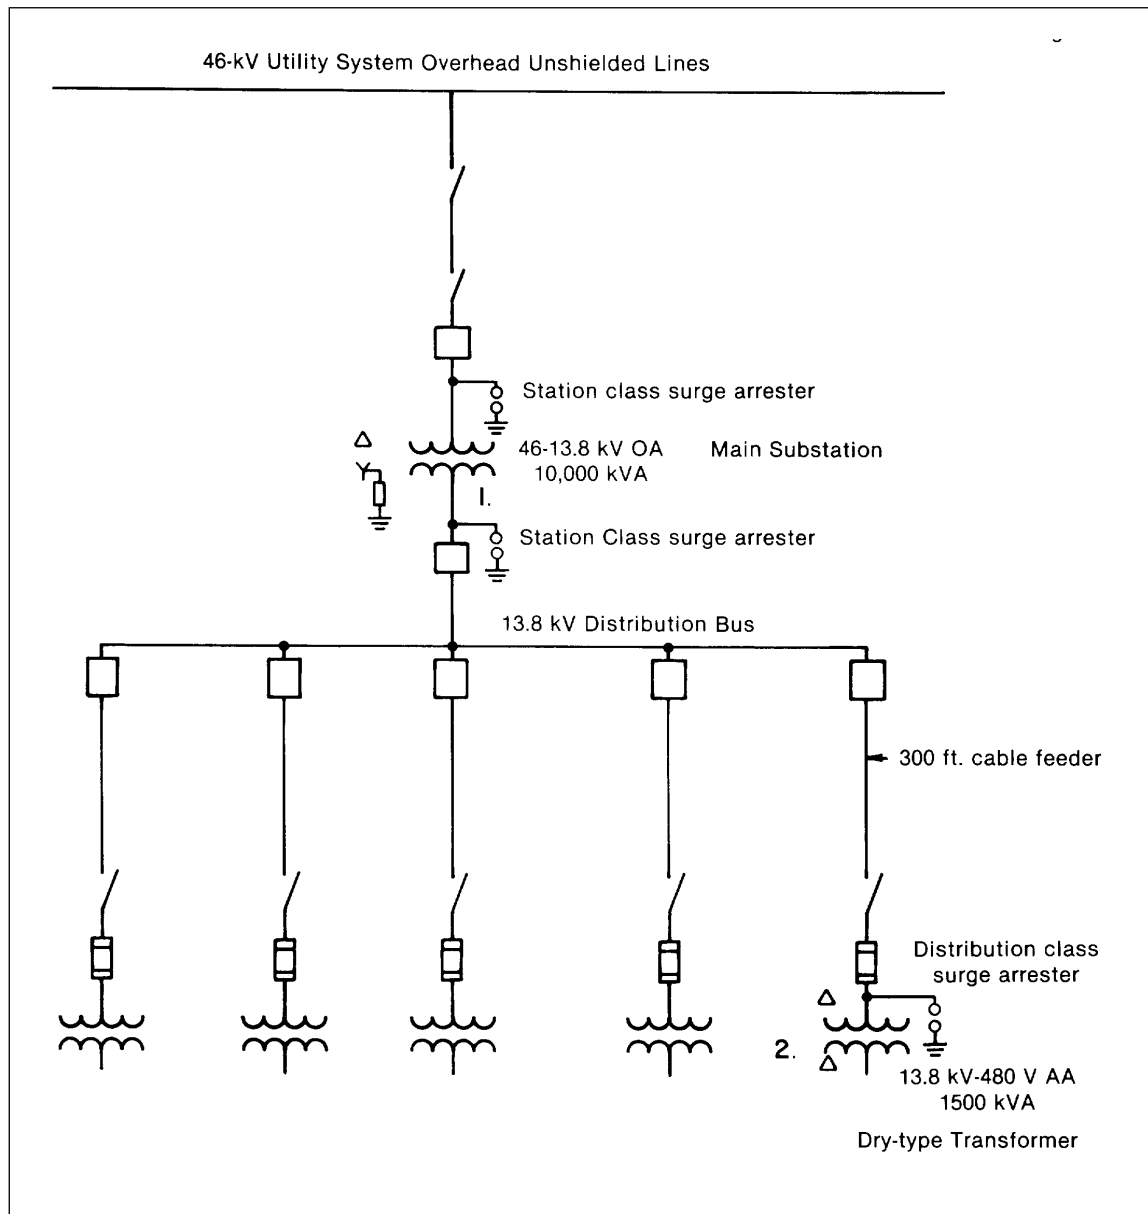 46-kV Utility System Overhead Unshielded Lines
Station class surge arrester
46-13.8 kV OA
10,000 kVA
Main Substation
1.
Station Class surge arrester
13.8 kV Distribution Bus
300 ft. cable feeder
Distribution class
surge arrester
2.
13.8 kV-480 V AA
1500 kVA
Dry-type Transformer